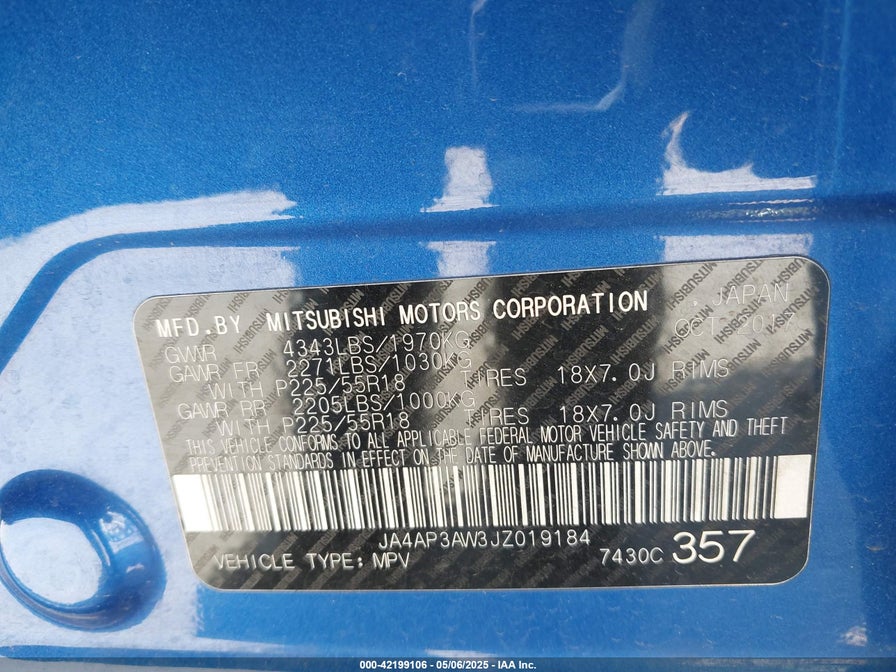 MFD.BY MITSUBISHI MOTORS CORPORATION , JAPAN
GVWR 4343LBS/1970KG OCT 2017
GAWR FR 2271LBS/1030KG
WITH P225/55R18 TIRES 18X7.0J RIMS
GAWR RR 2205LBS/1000KG
WITH P225/55R18 TIRES 18X7.0J RIMS
THIS VEHICLE CONFORMS TO ALL APPLICABLE FEDERAL MOTOR VEHICLE SAFETY AND THEFT
PREVENTION STANDARDS IN EFFECT ON THE DATE OF MANUFACTURE SHOWN ABOVE.
JA4AP3AW3JZ019184
VEHICLE TYPE: MPV 7430C 357
000-42199106 - 05/06/2025 - IAA Inc.